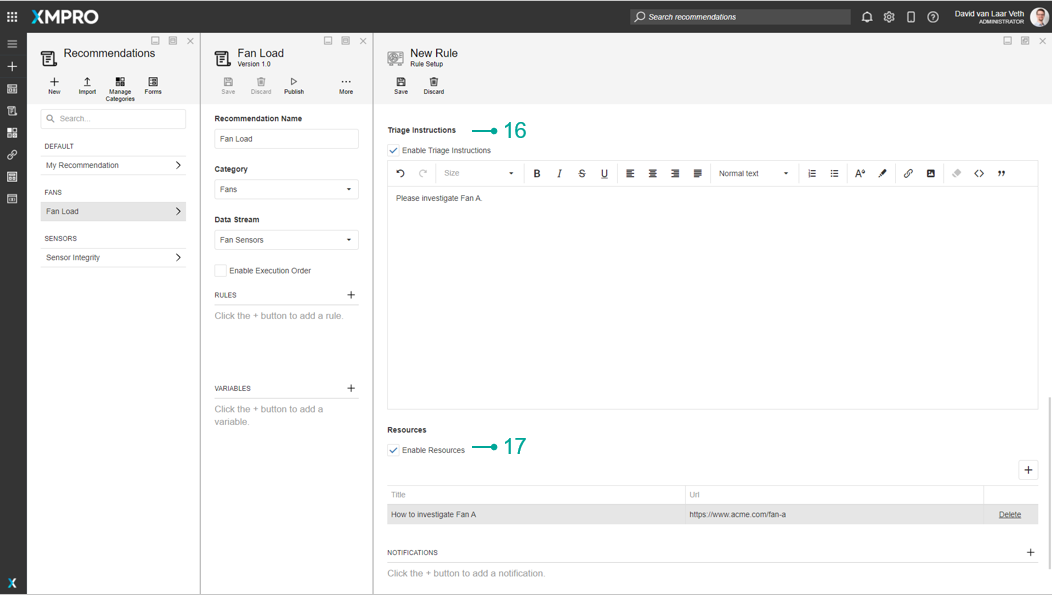 XMPRO
Search recommendations
David van Laar Veth
ADMINISTRATOR
Recommendations
New
Import
Manage
Categories
Forms
Search...
DEFAULT
My Recommendation
FANS
Fan Load
SENSORS
Sensor Integrity
Fan Load
Version 1.0
Save
Discard
Publish
More
Recommendation Name
Fan Load
Category
Fans
Data Stream
Fan Sensors
Enable Execution Order
RULES
Click the + button to add a rule.
VARIABLES
Click the + button to add a
variable.
New Rule
Rule Setup
Save
Discard
Triage Instructions
16
Enable Triage Instructions
Size
B I S U
Normal text
Please investigate Fan A.
Resources
Enable Resources
17
Title Url
How to investigate Fan A https://www.acme.com/fan-a Delete
NOTIFICATIONS
Click the + button to add a notification.